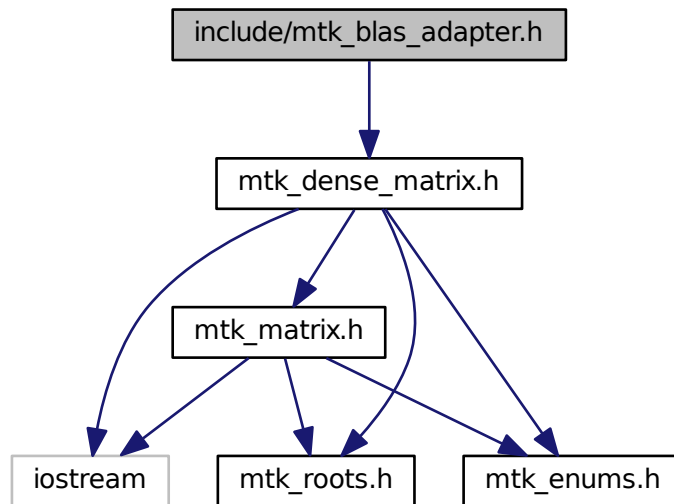 include/mtk_blas_adapter.h
mtk_dense_matrix.h
mtk_matrix.h
iostream
mtk_roots.h
mtk_enums.h